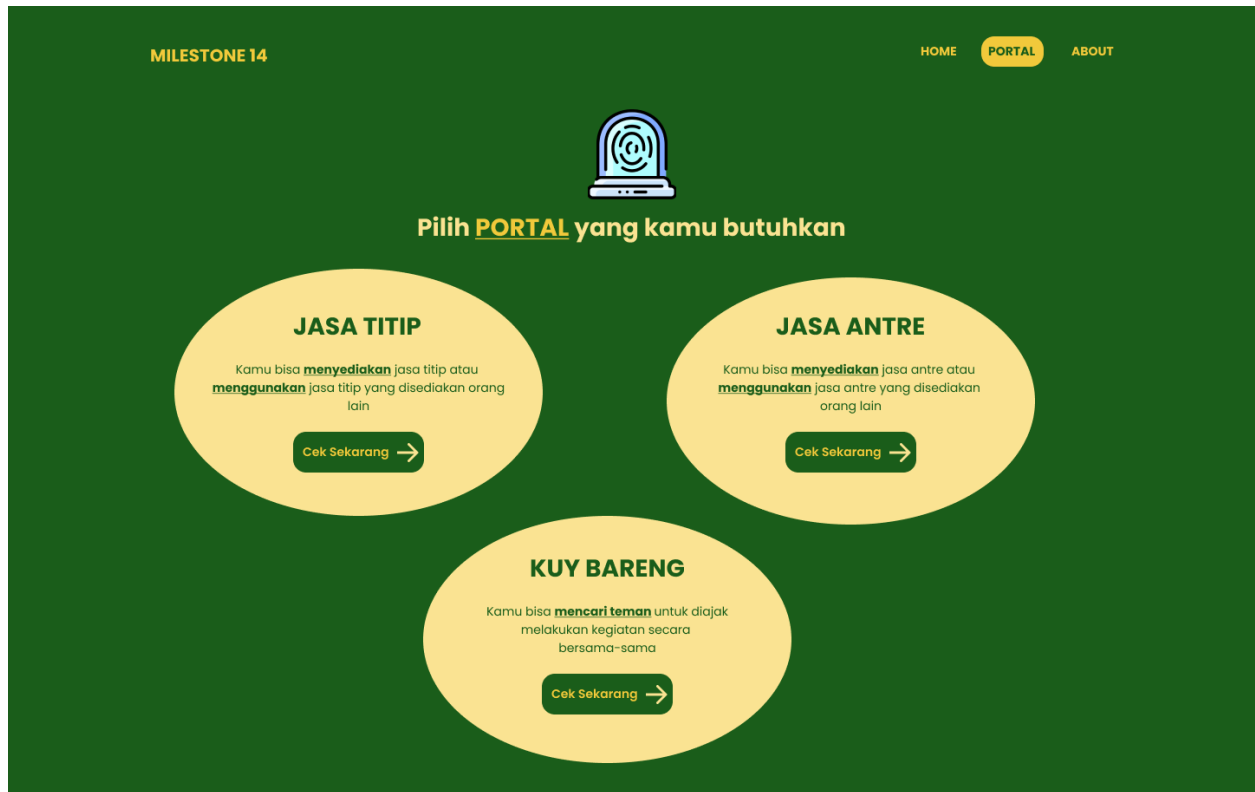 MILESTONE 14
HOME
PORTAL
ABOUT
Pilih PORTAL yang kamu butuhkan
JASA TITIP
Kamu bisa menyediakan jasa titip atau
menggunakan jasa titip yang disediakan orang
lain
Cek Sekarang
JASA ANTRE
Kamu bisa menyediakan jasa antre atau
menggunakan jasa antre yang disediakan
orang lain
Cek Sekarang
KUY BARENG
Kamu bisa mencari teman untuk diajak
melakukan kegiatan secara
bersama-sama
Cek Sekarang